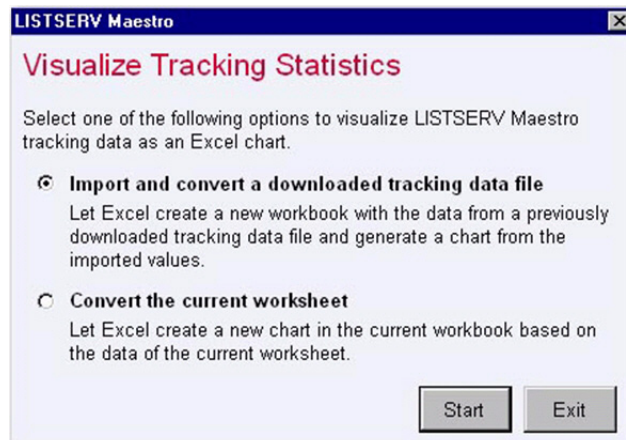 LISTSERV Maestro
Visualize Tracking Statistics
Select one of the following options to visualize LISTSERV Maestro
tracking data as an Excel chart.
Import and convert a downloaded tracking data file
Let Excel create a new workbook with the data from a previously
downloaded tracking data file and generate a chart from the
imported values.
Convert the current worksheet
Let Excel create a new chart in the current workbook based on
the data of the current worksheet.
Start Exit